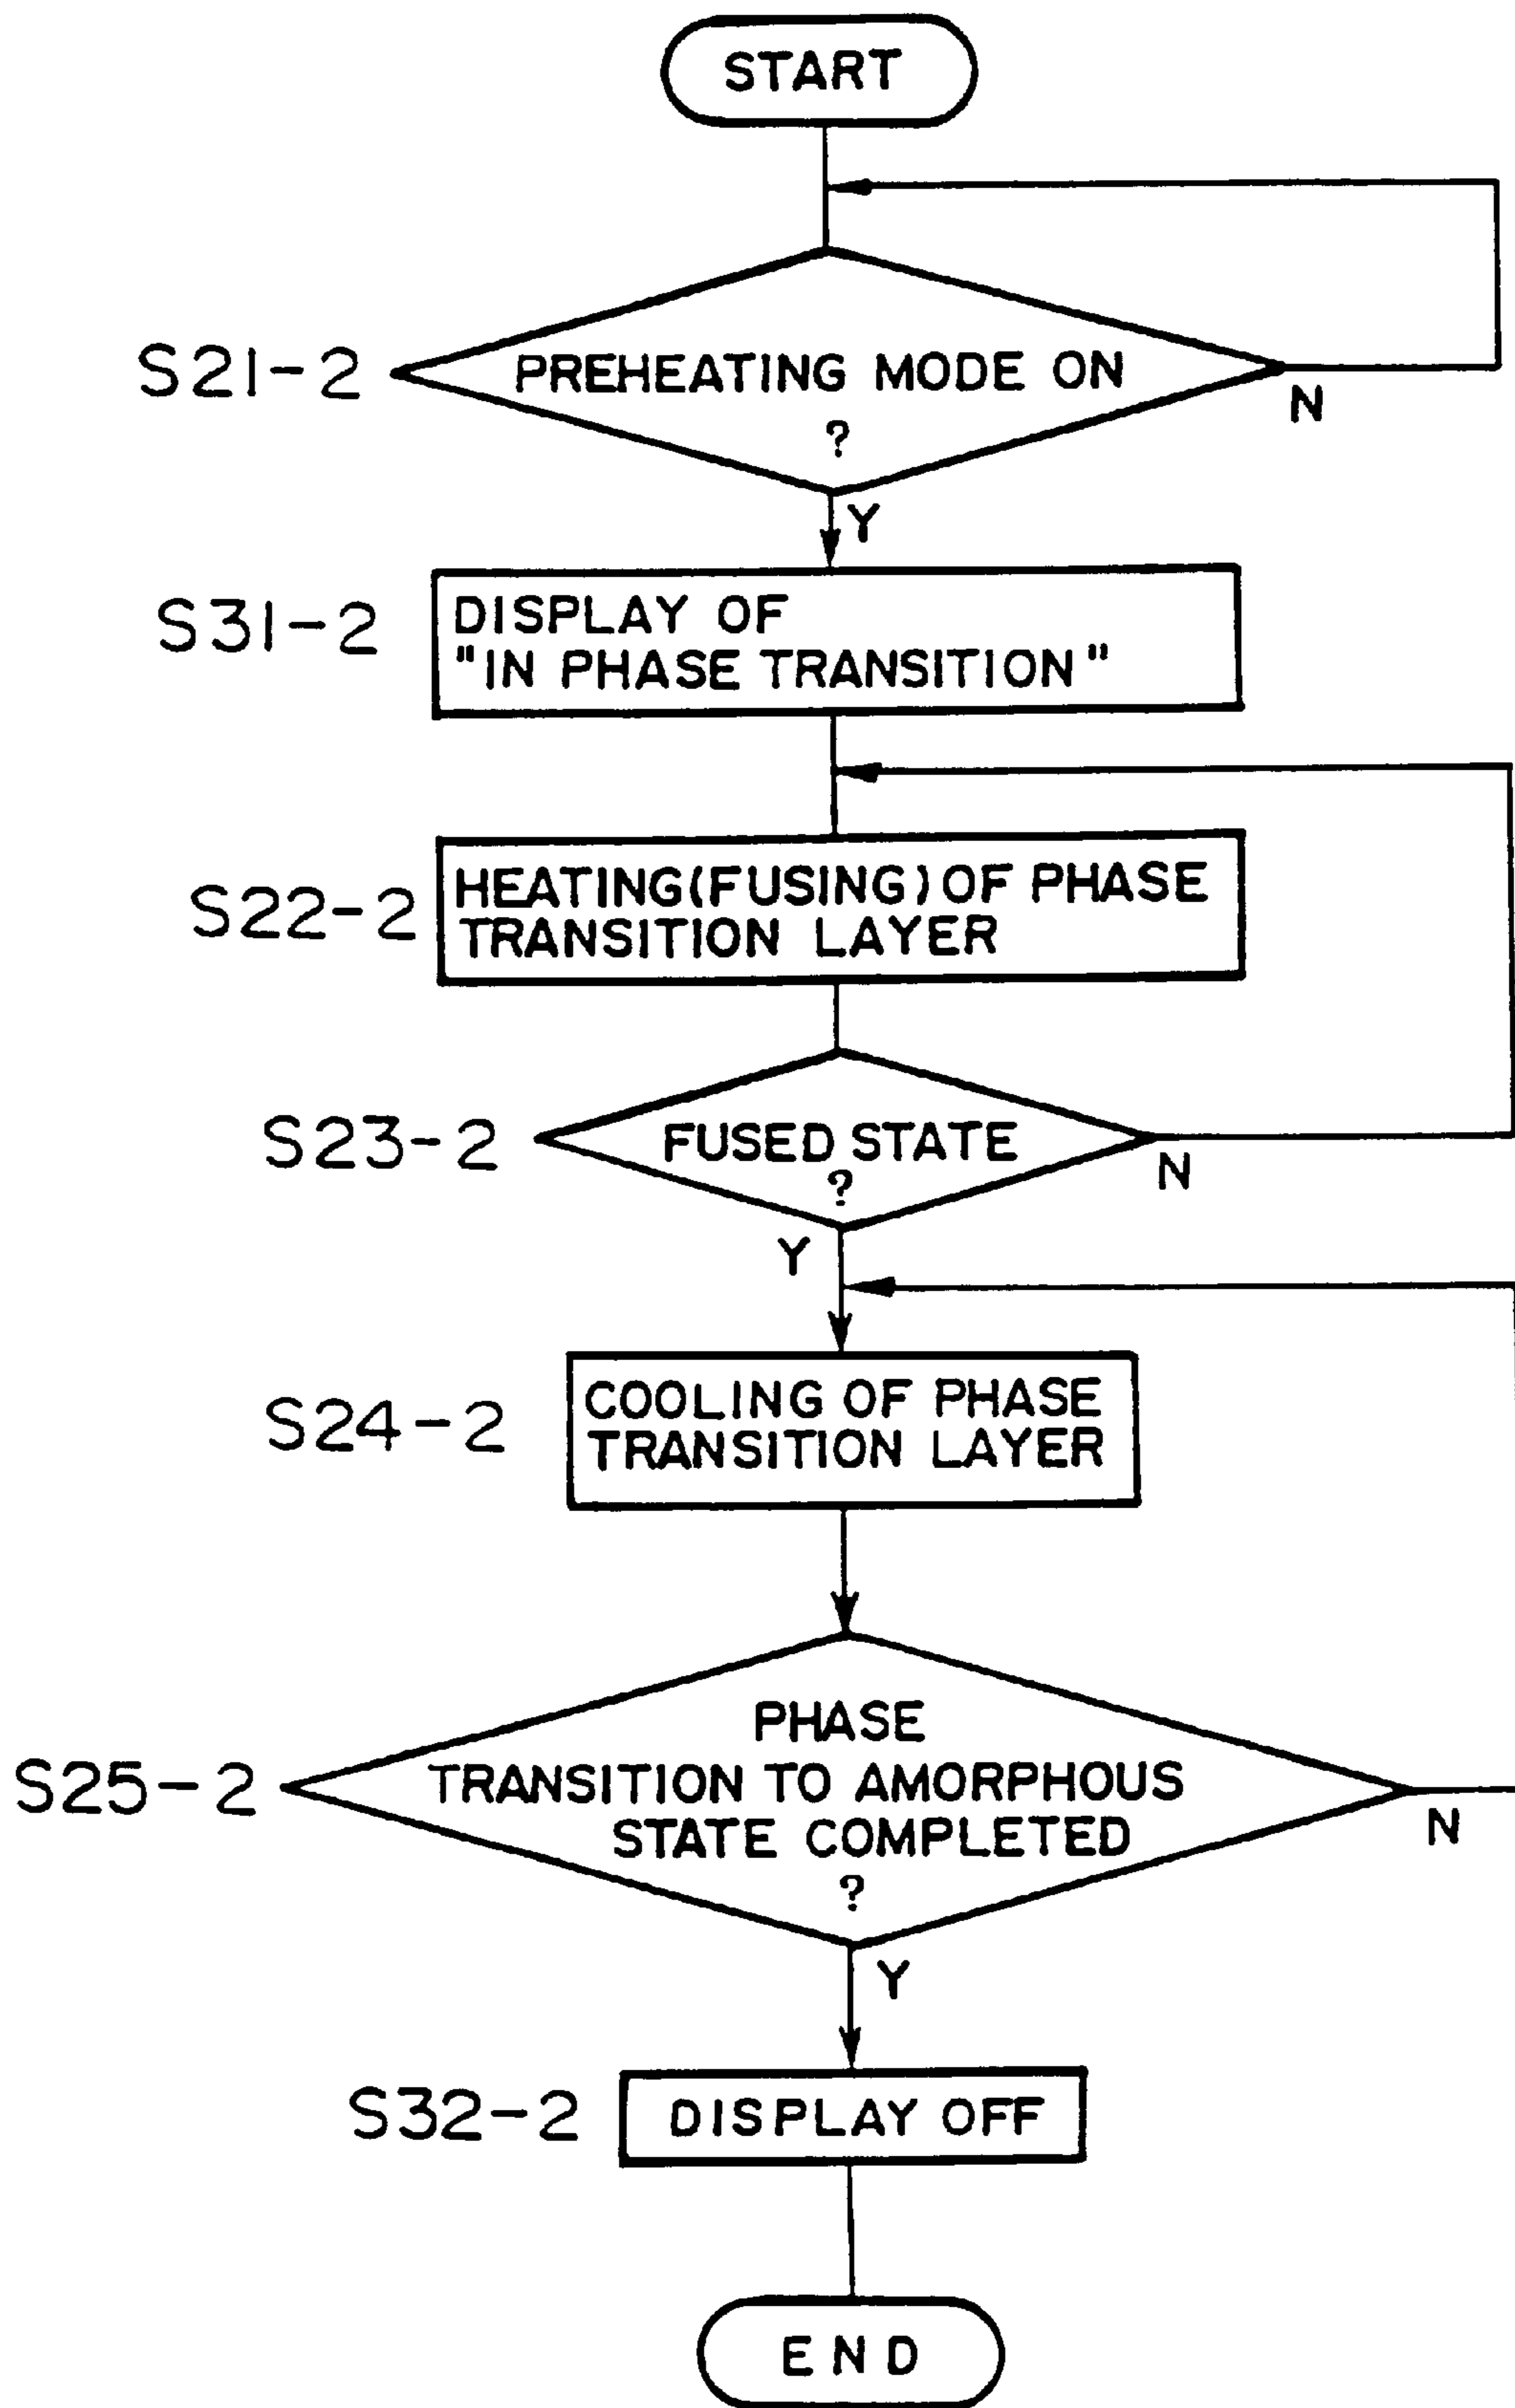 START
S21-2
PREHEATING MODE ON
?
N
Y
S31-2
DISPLAY OF
"IN PHASE TRANSITION"
S22-2
HEATING(FUSING) OF PHASE
TRANSITION LAYER
S23-2
FUSED STATE
?
N
Y
S24-2
COOLING OF PHASE
TRANSITION LAYER
S25-2
PHASE
TRANSITION TO AMORPHOUS
STATE COMPLETED
?
N
Y
S32-2
DISPLAY OFF
END